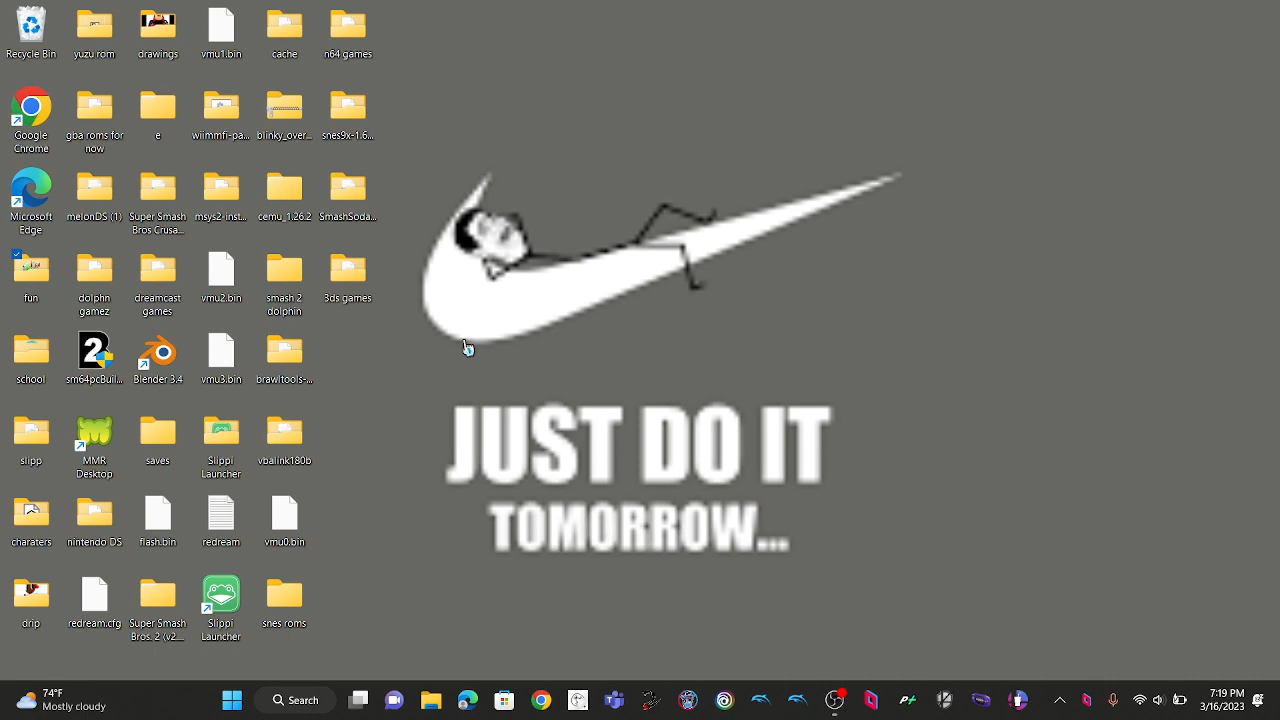 Recycle Bin
yuzu rom
drawings
vmu1.bin
cache
n64 games
Google
Chrome
gba roms for
now
e
wiimmfi-pa...
blinky_over...
snes9x-1.6...
Microsoft
Edge
melonDS (1)
Super Smash
Bros Crusa...
msys2-inst...
cemu_1.26.2
SmashSoda...
fun
dolphn
gamez
dreamcast
games
vmu2.bin
smash 2
dolphin
3ds games
school
sm64pcBuil...
Blender 3.4
vmu3.bin
brawltools-...
slipp
MMR
Desktop
saves
Slippi
Launcher
vbalink180b
charaters
nintendo DS
flash.bin
redream
vmu0.bin
drip
redream.cfg
Super Smash
Bros. 2 (v2....
Slippi
Launcher
snes roms
JUST DO IT
TOMORROW...
74°F
Mostly cloudy
Search
7:19 PM
3/16/2023